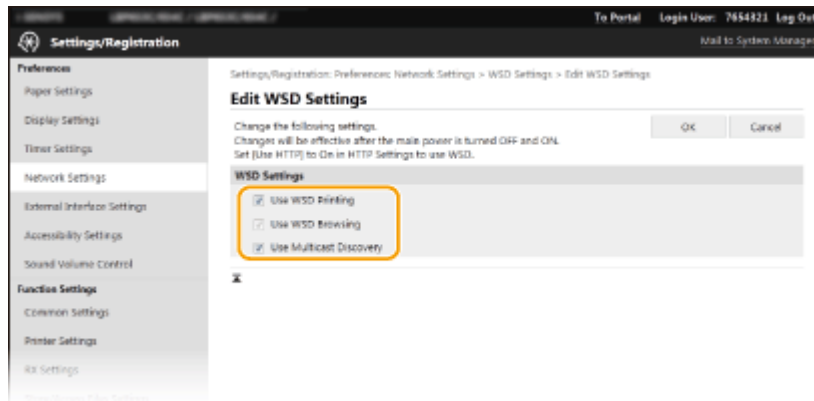 To Portal Login User: 7654321 Log Out
Settings/Registration
Mail to System Manager
Preferences
Paper Settings
Display Settings
Timer Settings
Network Settings
External Interface Settings
Accessibility Settings
Sound Volume Control
Function Settings
Common Settings
Printer Settings
RX Settings
Settings/Registration: Preferences: Network Settings > WSD Settings > Edit WSD Settings
Edit WSD Settings
Change the following settings.
Changes will be effective after the main power is turned OFF and ON.
Set [Use HTTP] to On in HTTP Settings to use WSD.
OK
Cancel
WSD Settings
Use WSD Printing
Use WSD Browsing
Use Multicast Discovery